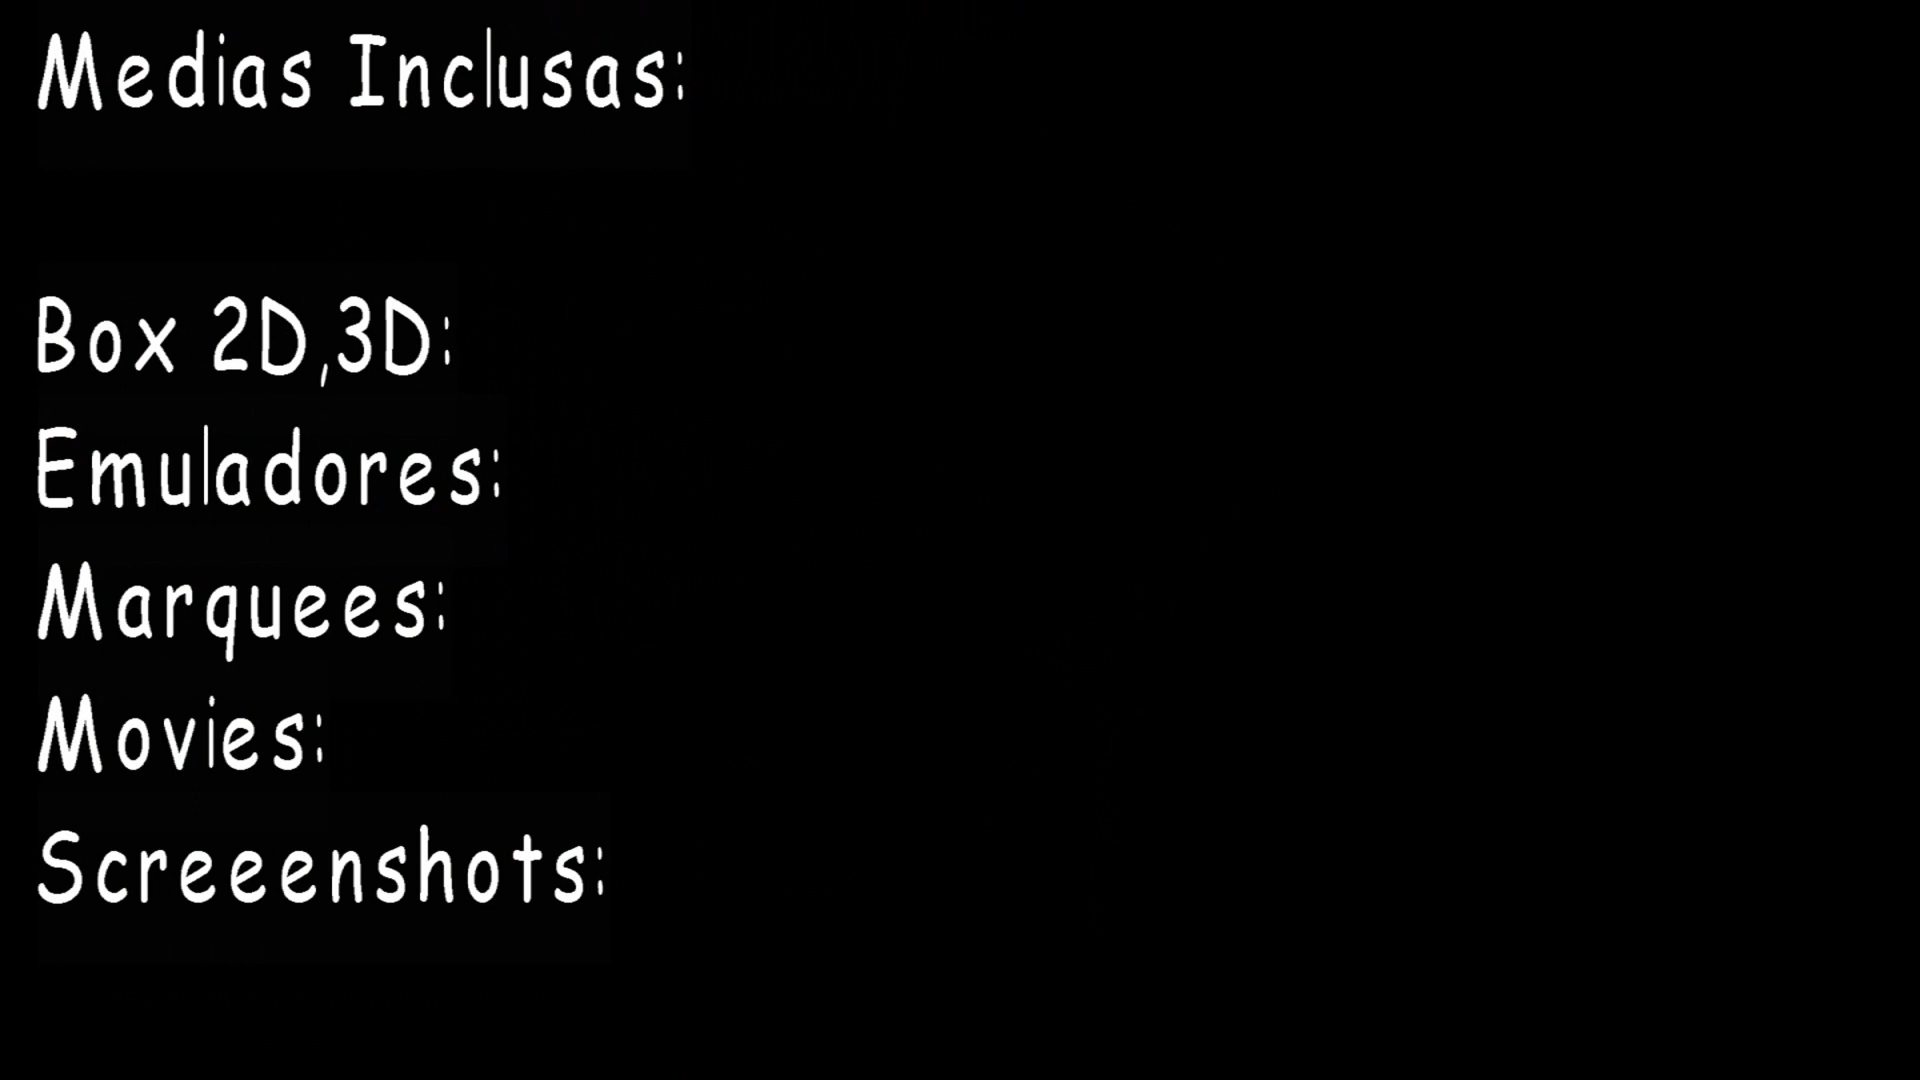 Medias Inclusas:
Box 2D,3D:
Emuladores:
Marquees:
Movies:
Screeenshots: